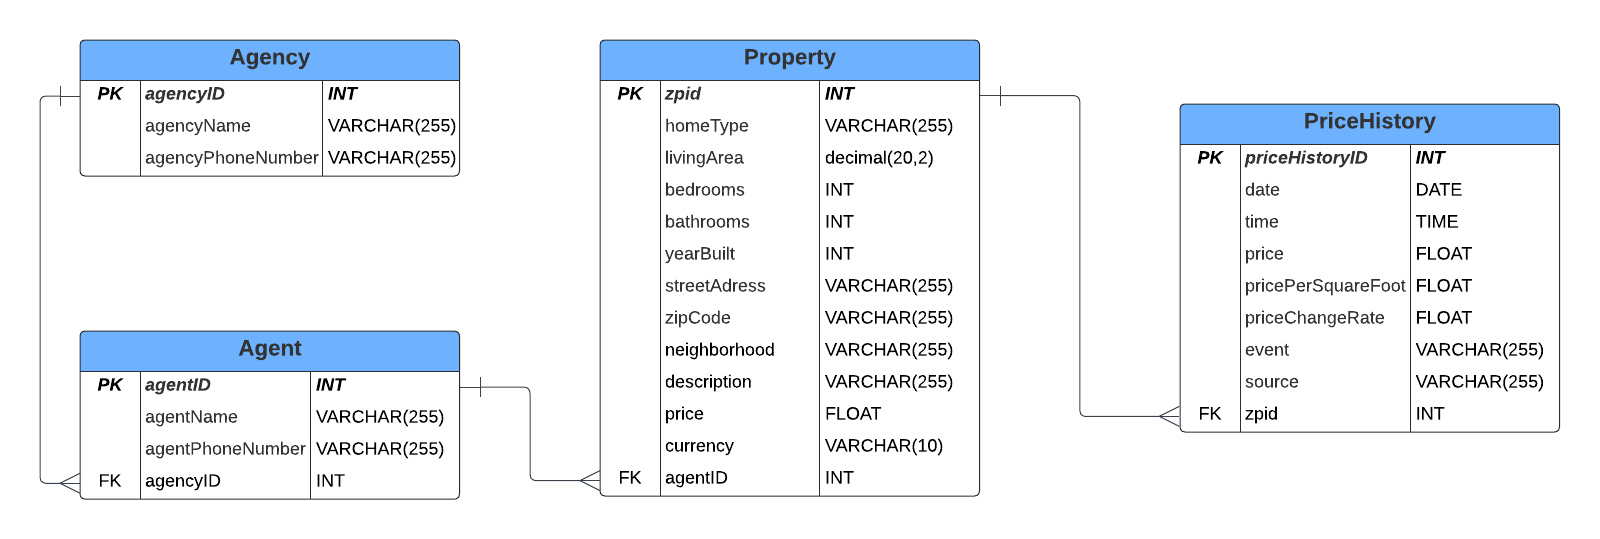 Agency
PK agencyID INT
agencyName VARCHAR(255)
agencyPhoneNumber VARCHAR(255)
Agent
PK agentID INT
agentName VARCHAR(255)
agentPhoneNumber VARCHAR(255)
FK agencyID INT
Property
PK zpid INT
homeType VARCHAR(255)
livingArea decimal(20,2)
bedrooms INT
bathrooms INT
yearBuilt INT
streetAdress VARCHAR(255)
zipCode VARCHAR(255)
neighborhood VARCHAR(255)
description VARCHAR(255)
price FLOAT
currency VARCHAR(10)
FK agentID INT
PriceHistory
PK priceHistoryID INT
date DATE
time TIME
price FLOAT
pricePerSquareFoot FLOAT
priceChangeRate FLOAT
event VARCHAR(255)
source VARCHAR(255)
FK zpid INT